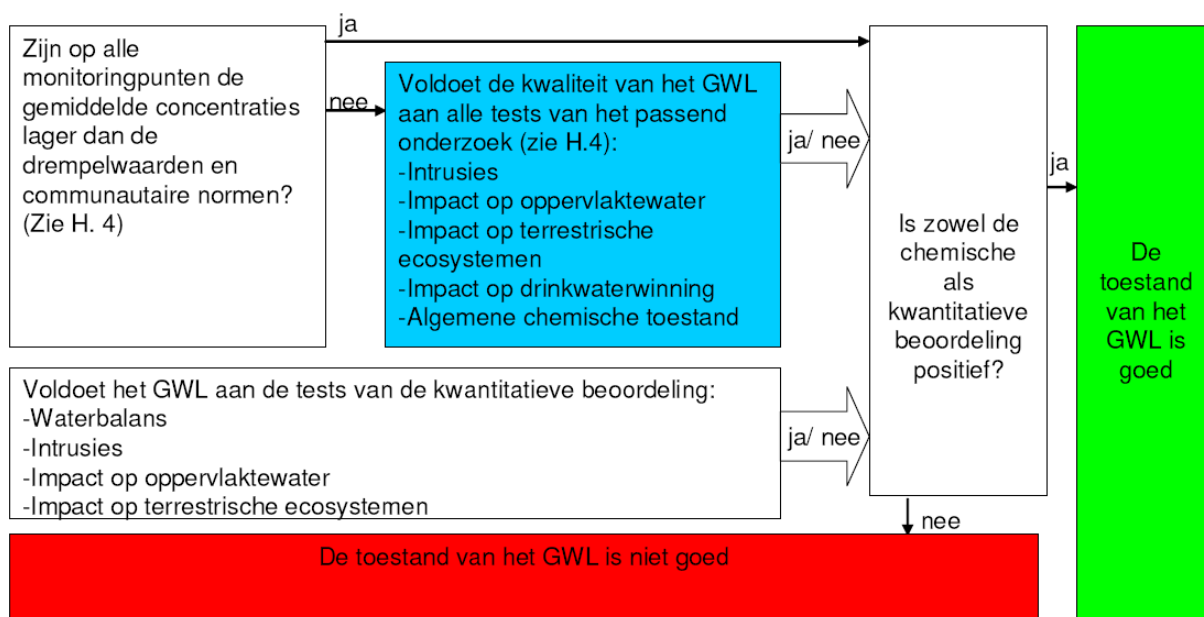 ja
Zijn op alle
monitoringpunten de
gemiddelde concentraties
lager dan de
drempelwaarden en
communautaire normen?
(Zie H. 4)
nee
Voldoet de kwaliteit van het GWL
aan alle tests van het passend
onderzoek (zie H.4):
-Intrusies
-Impact op oppervlaktewater
-Impact op terrestrische
ecosystemen
-Impact op drinkwaterwinning
-Algemene chemische toestand
ja/ nee
Voldoet het GWL aan de tests van de kwantitatieve beoordeling:
-Waterbalans
-Intrusies
-Impact op oppervlaktewater
-Impact op terrestrische ecosystemen
ja/ nee
Is zowel de
chemische
als
kwantitatieve
beoordeling
positief?
ja
De
toestand
van het
GWL is
goed
nee
De toestand van het GWL is niet goed